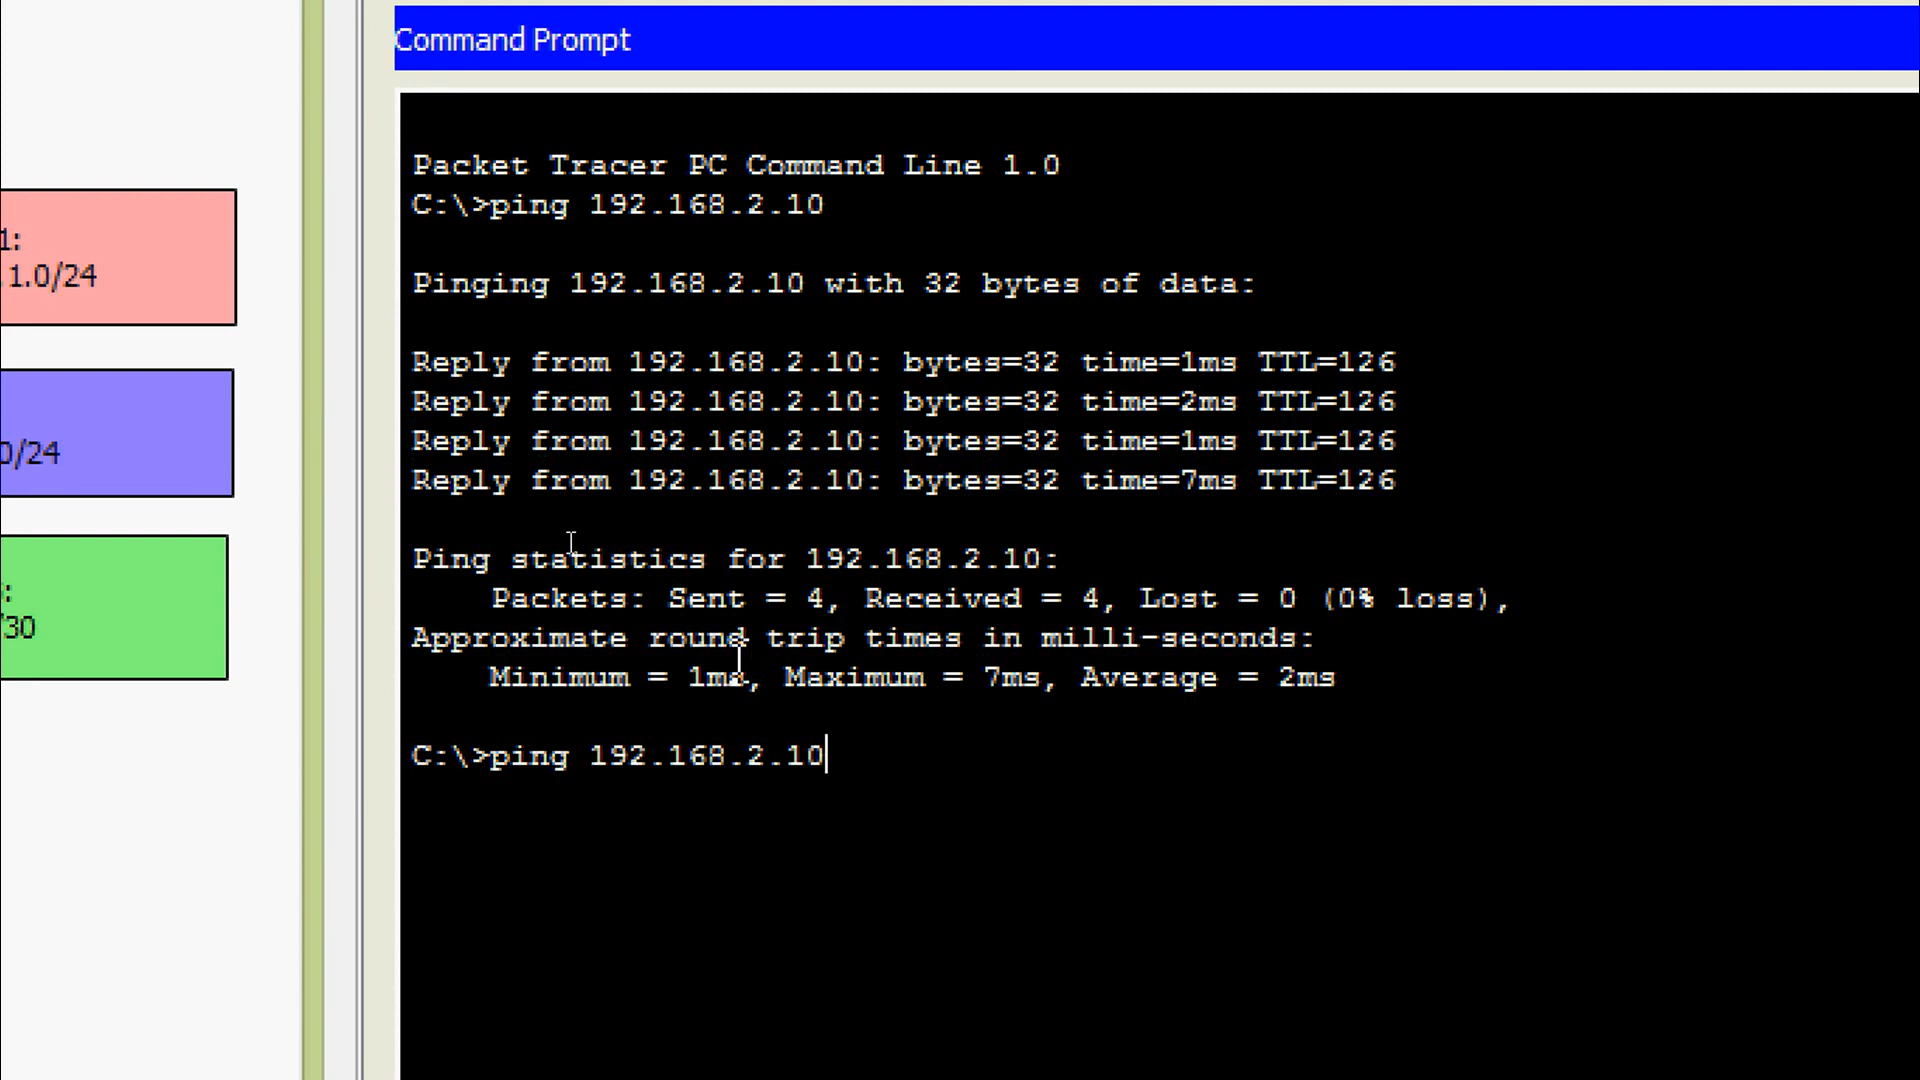 Command Prompt
1:
1.0/24
0/24
:
/30
Packet Tracer PC Command Line 1.0
C:\>ping 192.168.2.10
Pinging 192.168.2.10 with 32 bytes of data:
Reply from 192.168.2.10: bytes=32 time=1ms TTL=126
Reply from 192.168.2.10: bytes=32 time=2ms TTL=126
Reply from 192.168.2.10: bytes=32 time=1ms TTL=126
Reply from 192.168.2.10: bytes=32 time=7ms TTL=126
Ping statistics for 192.168.2.10:
Packets: Sent = 4, Received = 4, Lost = 0 (0% loss),
Approximate round trip times in milli-seconds:
Minimum = 1ms, Maximum = 7ms, Average = 2ms
C:\>ping 192.168.2.10